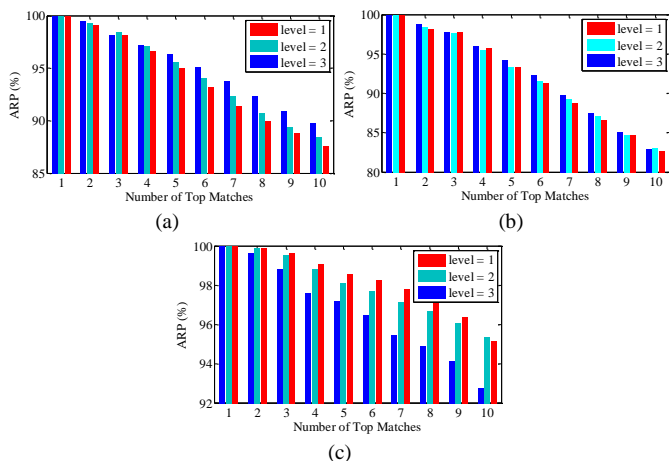 100
95
90
85
ARP (%)
level = 1
level = 2
level = 3
1 2 3 4 5 6 7 8 9 10
Number of Top Matches
(a)
100
95
90
85
80
ARP (%)
level = 1
level = 2
level = 3
1 2 3 4 5 6 7 8 9 10
Number of Top Matches
(b)
100
98
96
94
92
ARP (%)
level = 1
level = 2
level = 3
1 2 3 4 5 6 7 8 9 10
Number of Top Matches
(c)